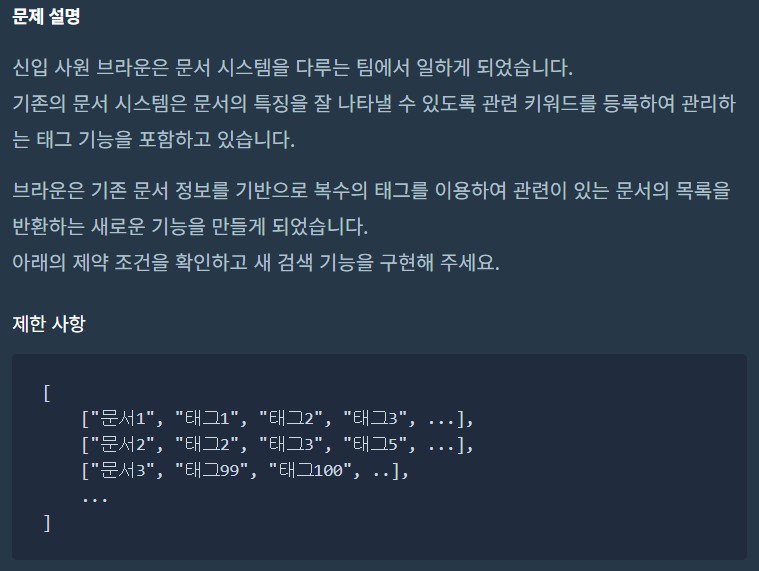 문제 설명
신입 사원 브라운은 문서 시스템을 다루는 팀에서 일하게 되었습니다.
기존의 문서 시스템은 문서의 특징을 잘 나타낼 수 있도록 관련 키워드를 등록하여 관리하
는 태그 기능을 포함하고 있습니다.
브라운은 기존 문서 정보를 기반으로 복수의 태그를 이용하여 관련이 있는 문서의 목록을
반환하는 새로운 기능을 만들게 되었습니다.
아래의 제약 조건을 확인하고 새 검색 기능을 구현해 주세요.
제한 사항
[
["문서1", "태그1", "태그2", "태그3", ...],
["문서2", "태그2", "태그3", "태그5", ...],
["문서3", "태그99", "태그100", ..],
...
]